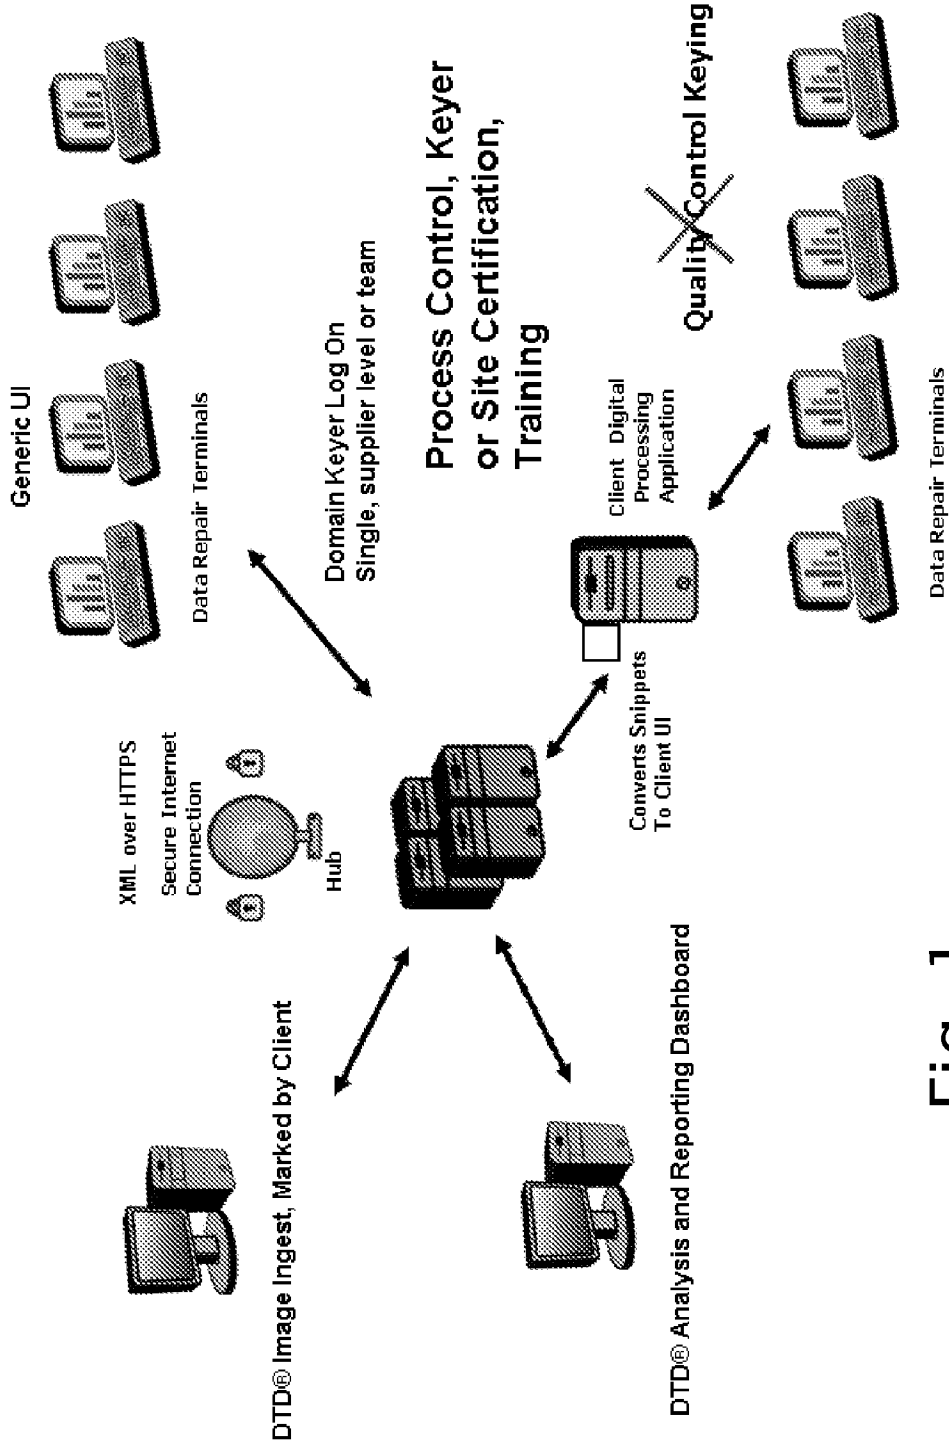 Generic UI
Data Repair Terminals
XML over HTTPS
Secure Internet
Connection
Hub
Domain Keyer Log On
Single, supplier level or team
Process Control, Keyer
or Site Certification,
Training
DTD® Image Ingest, Marked by Client
Converts Snippets
To Client UI
Client Digital
Processing
Application
Quality Control Keying
DTD® Analysis and Reporting Dashboard
Data Repair Terminals
Fig. 1